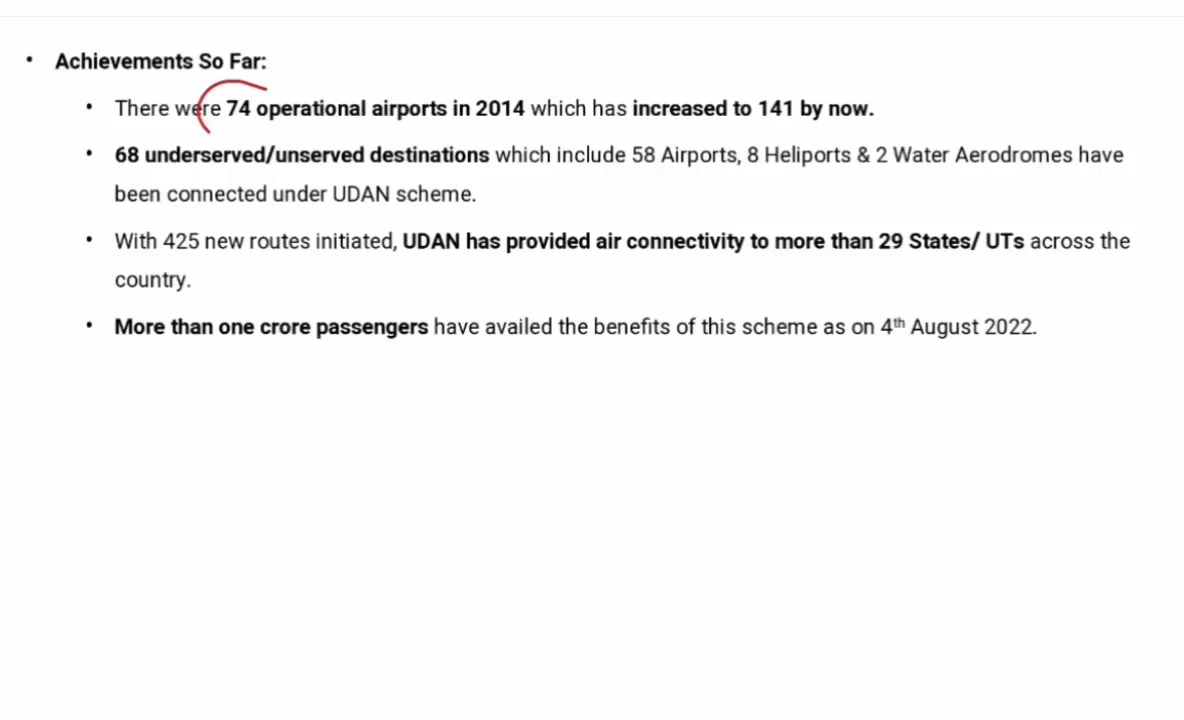 • Achievements So Far:
• There were 74 operational airports in 2014 which has increased to 141 by now.
• 68 underserved/unserved destinations which include 58 Airports, 8 Heliports & 2 Water Aerodromes have
been connected under UDAN scheme.
• With 425 new routes initiated, UDAN has provided air connectivity to more than 29 States/ UTs across the
country.
• More than one crore passengers have availed the benefits of this scheme as on 4th August 2022.